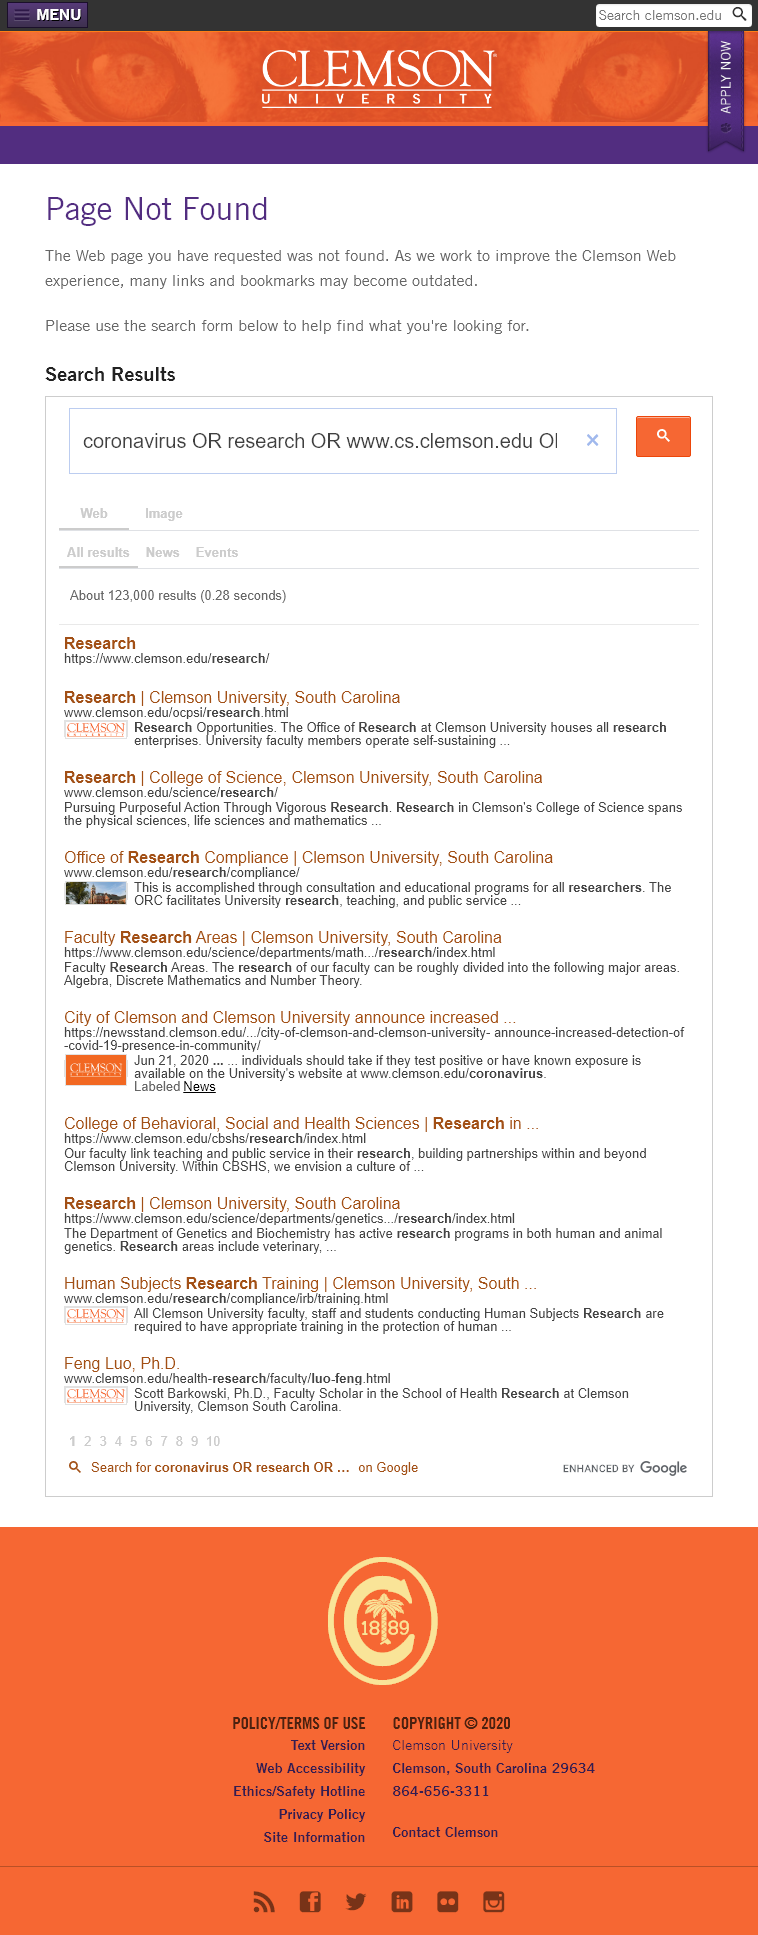 MENU
Search clemson.edu
CLEMSON
UNIVERSITY
APPLY NOW
Page Not Found
The Web page you have requested was not found. As we work to improve the Clemson Web
experience, many links and bookmarks may become outdated.
Please use the search form below to help find what you're looking for.
Search Results
coronavirus OR research OR www.cs.clemson.edu OI
Web Image
All results News Events
About 123,000 results (0.28 seconds)
Research
https://www.clemson.edu/research/
Research | Clemson University, South Carolina
www.clemson.edu/ocpsi/research.html
CLEMSON
UNIVERSITY
Research Opportunities. The Office of Research at Clemson University houses all research
enterprises. University faculty members operate self-sustaining ...
Research | College of Science, Clemson University, South Carolina
www.clemson.edu/science/research/
Pursuing Purposeful Action Through Vigorous Research. Research in Clemson's College of Science spans
the physical sciences, life sciences and mathematics ...
Office of Research Compliance | Clemson University, South Carolina
www.clemson.edu/research/compliance/
This is accomplished through consultation and educational programs for all researchers. The
ORC facilitates University research, teaching, and public service ...
Faculty Research Areas | Clemson University, South Carolina
https://www.clemson.edu/science/departments/math.../research/index.html
Faculty Research Areas. The research of our faculty can be roughly divided into the following major areas.
Algebra, Discrete Mathematics and Number Theory.
City of Clemson and Clemson University announce increased ...
https://newsstand.clemson.edu/.../city-of-clemson-and-clemson-university- announce-increased-detection-of
-covid-19-presence-in-community/
CLEMSON
UNIVERSITY
Jun 21, 2020 ... ... individuals should take if they test positive or have known exposure is
available on the University's website at www.clemson.edu/coronavirus.
Labeled News
College of Behavioral, Social and Health Sciences | Research in ...
https://www.clemson.edu/cbshs/research/index.html
Our faculty link teaching and public service in their research, building partnerships within and beyond
Clemson University. Within CBSHS, we envision a culture of ...
Research | Clemson University, South Carolina
https://www.clemson.edu/science/departments/genetics.../research/index.html
The Department of Genetics and Biochemistry has active research programs in both human and animal
genetics. Research areas include veterinary, ...
Human Subjects Research Training | Clemson University, South ...
www.clemson.edu/research/compliance/irb/training.html
CLEMSON
UNIVERSITY
All Clemson University faculty, staff and students conducting Human Subjects Research are
required to have appropriate training in the protection of human ...
Feng Luo, Ph.D.
www.clemson.edu/health-research/faculty/luo-feng.html
CLEMSON
UNIVERSITY
Scott Barkowski, Ph.D., Faculty Scholar in the School of Health Research at Clemson
University, Clemson South Carolina.
1 2 3 4 5 6 7 8 9 10
Search for coronavirus OR research OR ... on Google
ENHANCED BY Google
C
1889
POLICY/TERMS OF USE
Text Version
Web Accessibility
Ethics/Safety Hotline
Privacy Policy
Site Information
COPYRIGHT © 2020
Clemson University
Clemson, South Carolina 29634
864-656-3311
Contact Clemson